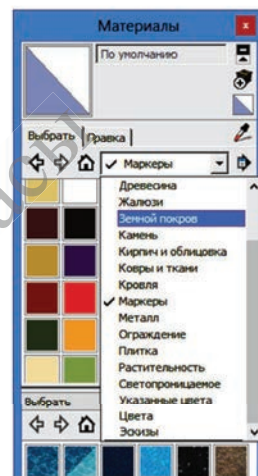 Материалы
По умолчанию
Выбрать Правка
Маркеры
Древесина
Жалюзи
Земной покров
Камень
Кирпич и облицовка
Ковры и ткани
Кровля
Маркеры
Металл
Ограждение
Плитка
Растительность
Светопроницаемое
Выбрать
Указанные цвета
Цвета
Эскизы